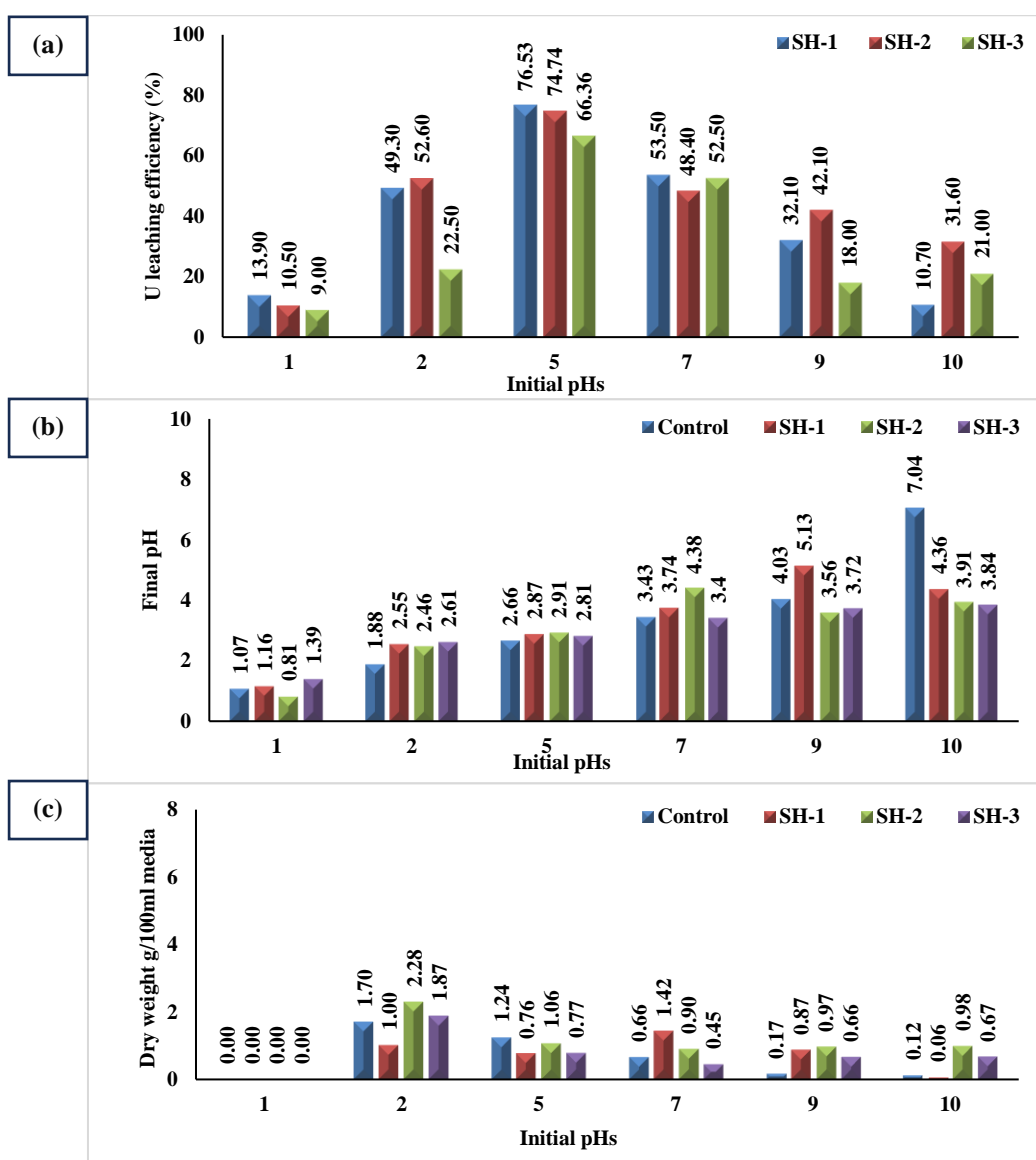 (a)
SH-1 SH-2 SH-3
U leaching efficiency (%)
100
80
60
40
20
0
13.90 10.50 9.00
49.30 52.60 22.50
76.53 74.74 66.36
53.50 48.40 52.50
32.10 42.10 18.00
10.70 31.60 21.00
1 2 5 7 9 10
Initial pHs
(b)
Control SH-1 SH-2 SH-3
Final pH
10
8
6
4
2
0
1.07 1.16 0.81 1.39
1.88 2.55 2.46 2.61
2.66 2.87 2.91 2.81
3.43 3.74 4.38 3.4
4.03 5.13 3.56 3.72
7.04 4.36 3.91 3.84
1 2 5 7 9 10
Initial pHs
(c)
Control SH-1 SH-2 SH-3
Dry weight g/100ml media
8
6
4
2
0
0.00 0.00 0.00 0.00
1.70 1.00 2.28 1.87
1.24 0.76 1.06 0.77
0.66 1.42 0.90 0.45
0.17 0.87 0.97 0.66
0.12 0.06 0.98 0.67
1 2 5 7 9 10
Initial pHs